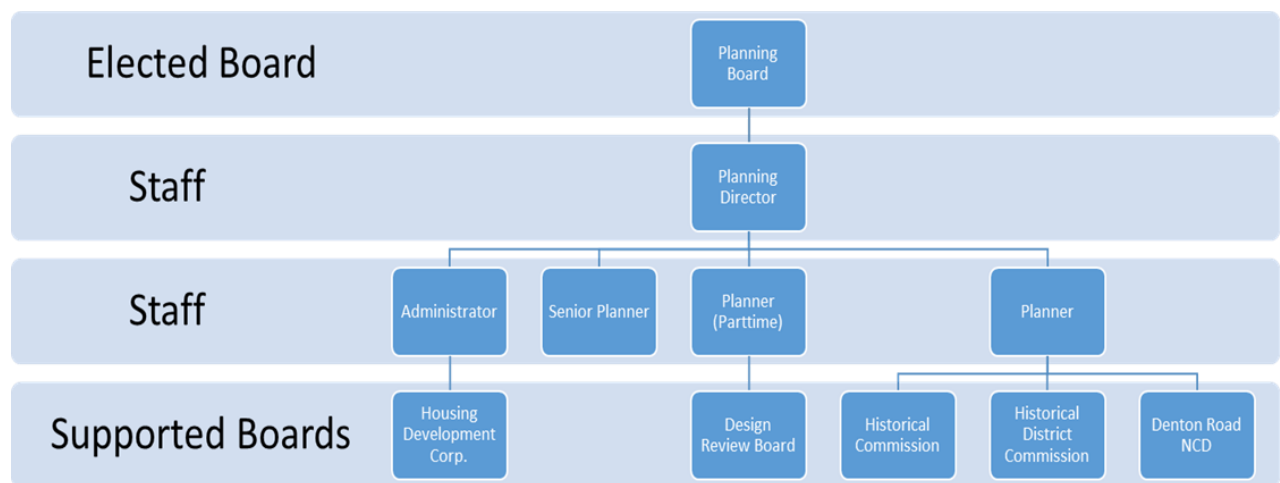 Elected Board
Planning
Board
Staff
Planning
Director
Staff
Administrator
Senior Planner
Planner
(Parttime)
Planner
Supported Boards
Housing
Development
Corp.
Design
Review Board
Historical
Commission
Historical
District
Commission
Denton Road
NCD